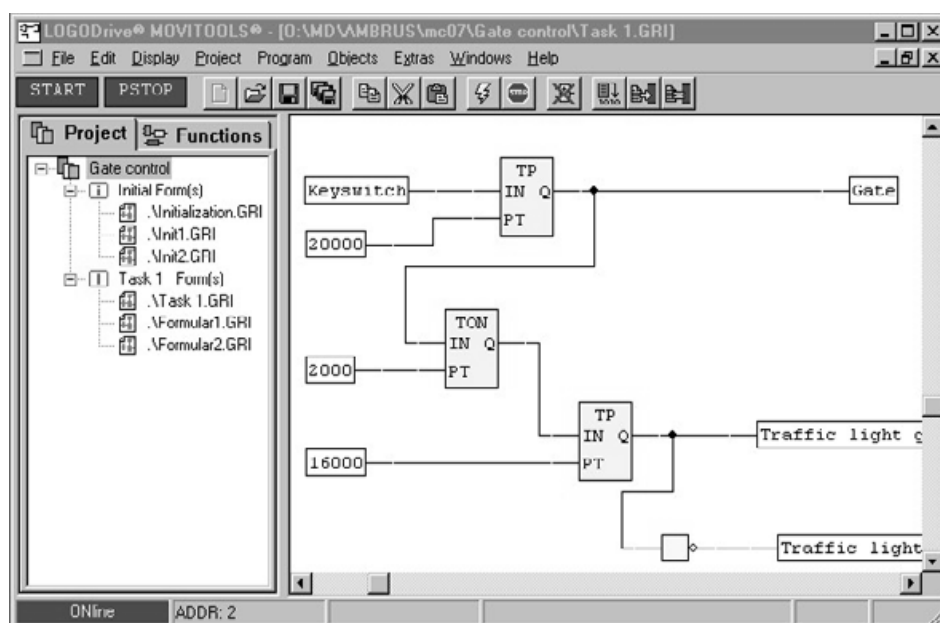 LOGODrive® MOVITOOLS® - [O:\MD\AMBRUS\mc07\Gate control\Task 1.GRI]
File Edit Display Project Program Objects Extras Windows Help
START PSTOP
Project Functions
Gate control
Initial Form(s)
.\Initialization.GRI
.\Init1.GRI
.\Init2.GRI
Task 1 Form(s)
.\Task 1.GRI
.\Formular1.GRI
.\Formular2.GRI
TP
Keyswitch IN Q Gate
PT
20000
TON
IN Q
2000 PT
TP
IN Q Traffic light g
16000 PT
Traffic light
ONline ADDR: 2